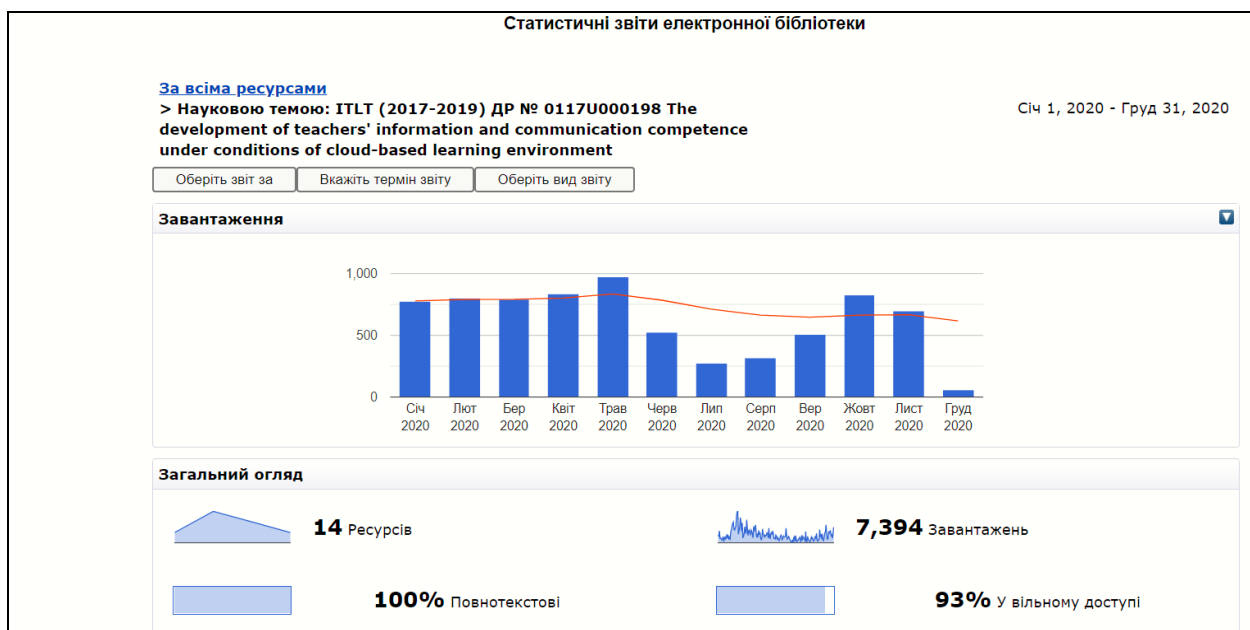 Статистичні звіти електронної бібліотеки
За всіма ресурсами
> Науковою темою: ITLT (2017-2019) ДР № 0117U000198 The
development of teachers' information and communication competence
under conditions of cloud-based learning environment
Січ 1, 2020 - Груд 31, 2020
Оберіть звіт за
Вкажіть термін звіту
Оберіть вид звіту
Завантаження
1,000
500
0
Січ 2020
Лют 2020
Бер 2020
Квіт 2020
Трав 2020
Черв 2020
Лип 2020
Серп 2020
Вер 2020
Жовт 2020
Лист 2020
Груд 2020
Загальний огляд
14 Ресурсів
7,394 Завантажень
100% Повнотекстові
93% У вільному доступі